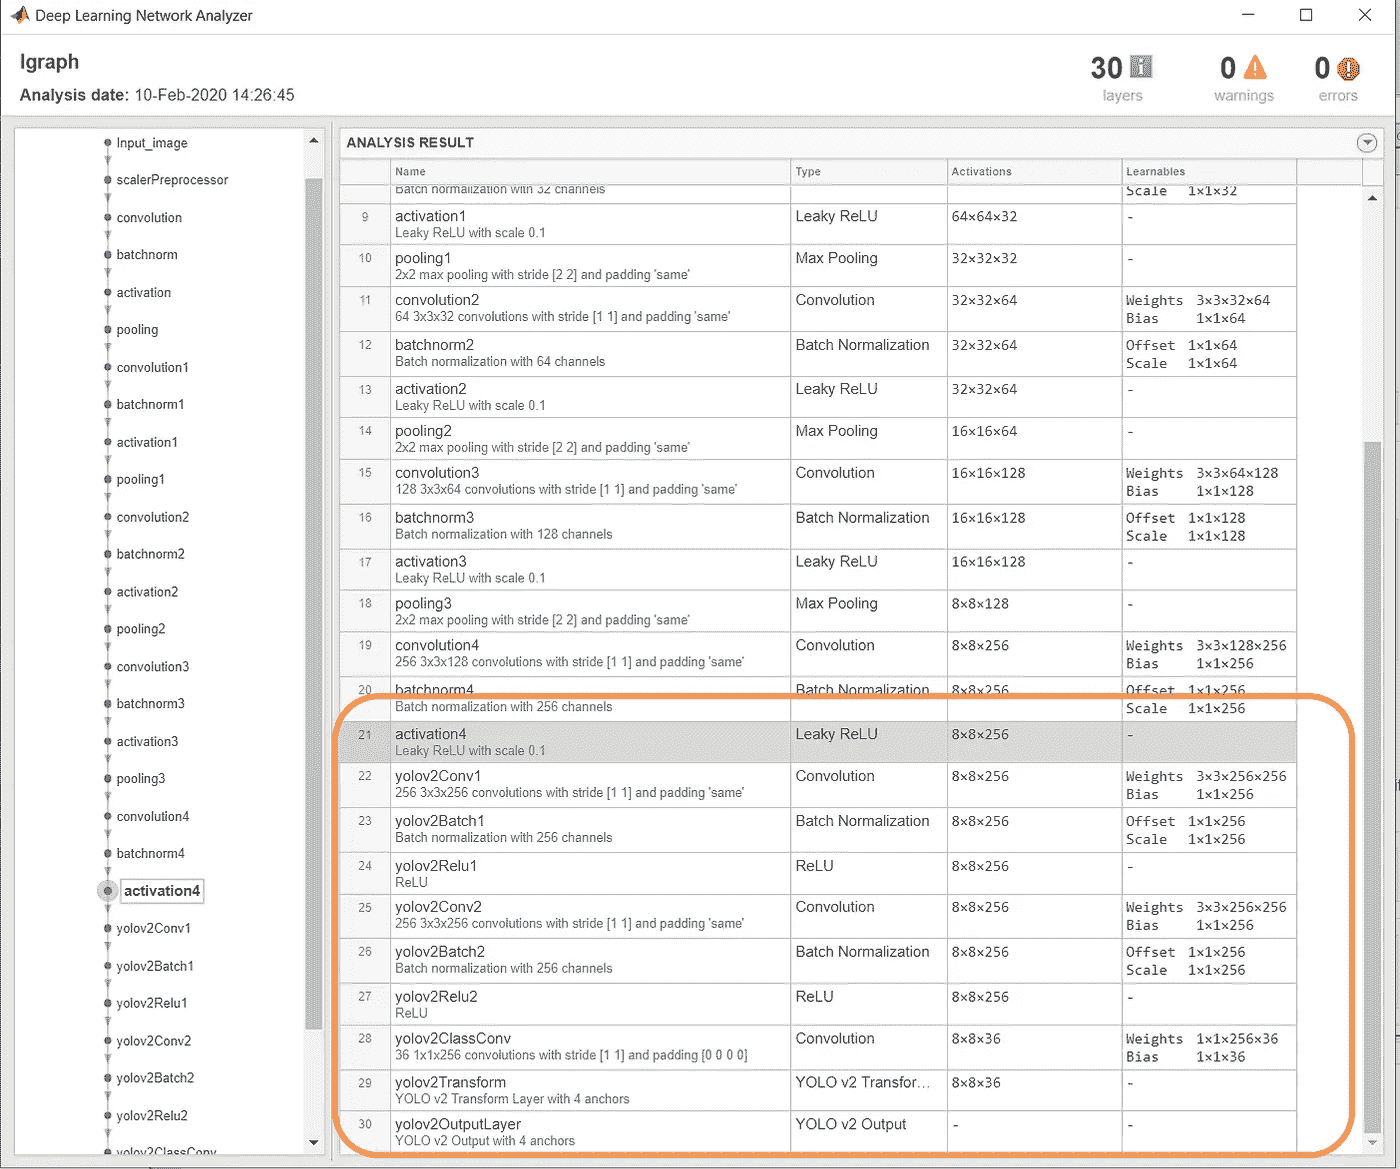 Deep Learning Network Analyzer
lgraph
Analysis date: 10-Feb-2020 14:26:45
30
layers
0
warnings
0
errors
Input_image
scalerPreprocessor
convolution
batchnorm
activation
pooling
convolution1
batchnorm1
activation1
pooling1
convolution2
batchnorm2
activation2
pooling2
convolution3
batchnorm3
activation3
pooling3
convolution4
batchnorm4
activation4
yolov2Conv1
yolov2Batch1
yolov2Relu1
yolov2Conv2
yolov2Batch2
yolov2Relu2
yolov2ClassConv
ANALYSIS RESULT
Name Type Activations Learnables
Batch normalization with 32 channels Scale 1×1×32
9 activation1 Leaky ReLU 64×64×32 -
Leaky ReLU with scale 0.1
10 pooling1 Max Pooling 32×32×32 -
2x2 max pooling with stride [2 2] and padding 'same'
11 convolution2 Convolution 32×32×64 Weights 3×3×32×64
64 3x3x32 convolutions with stride [1 1] and padding 'same' Bias 1×1×64
12 batchnorm2 Batch Normalization 32×32×64 Offset 1×1×64
Batch normalization with 64 channels Scale 1×1×64
13 activation2 Leaky ReLU 32×32×64 -
Leaky ReLU with scale 0.1
14 pooling2 Max Pooling 16×16×64 -
2x2 max pooling with stride [2 2] and padding 'same'
15 convolution3 Convolution 16×16×128 Weights 3×3×64×128
128 3x3x64 convolutions with stride [1 1] and padding 'same' Bias 1×1×128
16 batchnorm3 Batch Normalization 16×16×128 Offset 1×1×128
Batch normalization with 128 channels Scale 1×1×128
17 activation3 Leaky ReLU 16×16×128 -
Leaky ReLU with scale 0.1
18 pooling3 Max Pooling 8×8×128 -
2x2 max pooling with stride [2 2] and padding 'same'
19 convolution4 Convolution 8×8×256 Weights 3×3×128×256
256 3x3x128 convolutions with stride [1 1] and padding 'same' Bias 1×1×256
20 batchnorm4 Batch Normalization 8×8×256 Offset 1×1×256
Batch normalization with 256 channels Scale 1×1×256
21 activation4 Leaky ReLU 8×8×256 -
Leaky ReLU with scale 0.1
22 yolov2Conv1 Convolution 8×8×256 Weights 3×3×256×256
256 3x3x256 convolutions with stride [1 1] and padding 'same' Bias 1×1×256
23 yolov2Batch1 Batch Normalization 8×8×256 Offset 1×1×256
Batch normalization with 256 channels Scale 1×1×256
24 yolov2Relu1 ReLU 8×8×256 -
ReLU
25 yolov2Conv2 Convolution 8×8×256 Weights 3×3×256×256
256 3x3x256 convolutions with stride [1 1] and padding 'same' Bias 1×1×256
26 yolov2Batch2 Batch Normalization 8×8×256 Offset 1×1×256
Batch normalization with 256 channels Scale 1×1×256
27 yolov2Relu2 ReLU 8×8×256 -
ReLU
28 yolov2ClassConv Convolution 8×8×36 Weights 1×1×256×36
36 1x1x256 convolutions with stride [1 1] and padding [0 0 0 0] Bias 1×1×36
29 yolov2Transform YOLO v2 Transfor... 8×8×36 -
YOLO v2 Transform Layer with 4 anchors
30 yolov2OutputLayer YOLO v2 Output - -
YOLO v2 Output with 4 anchors